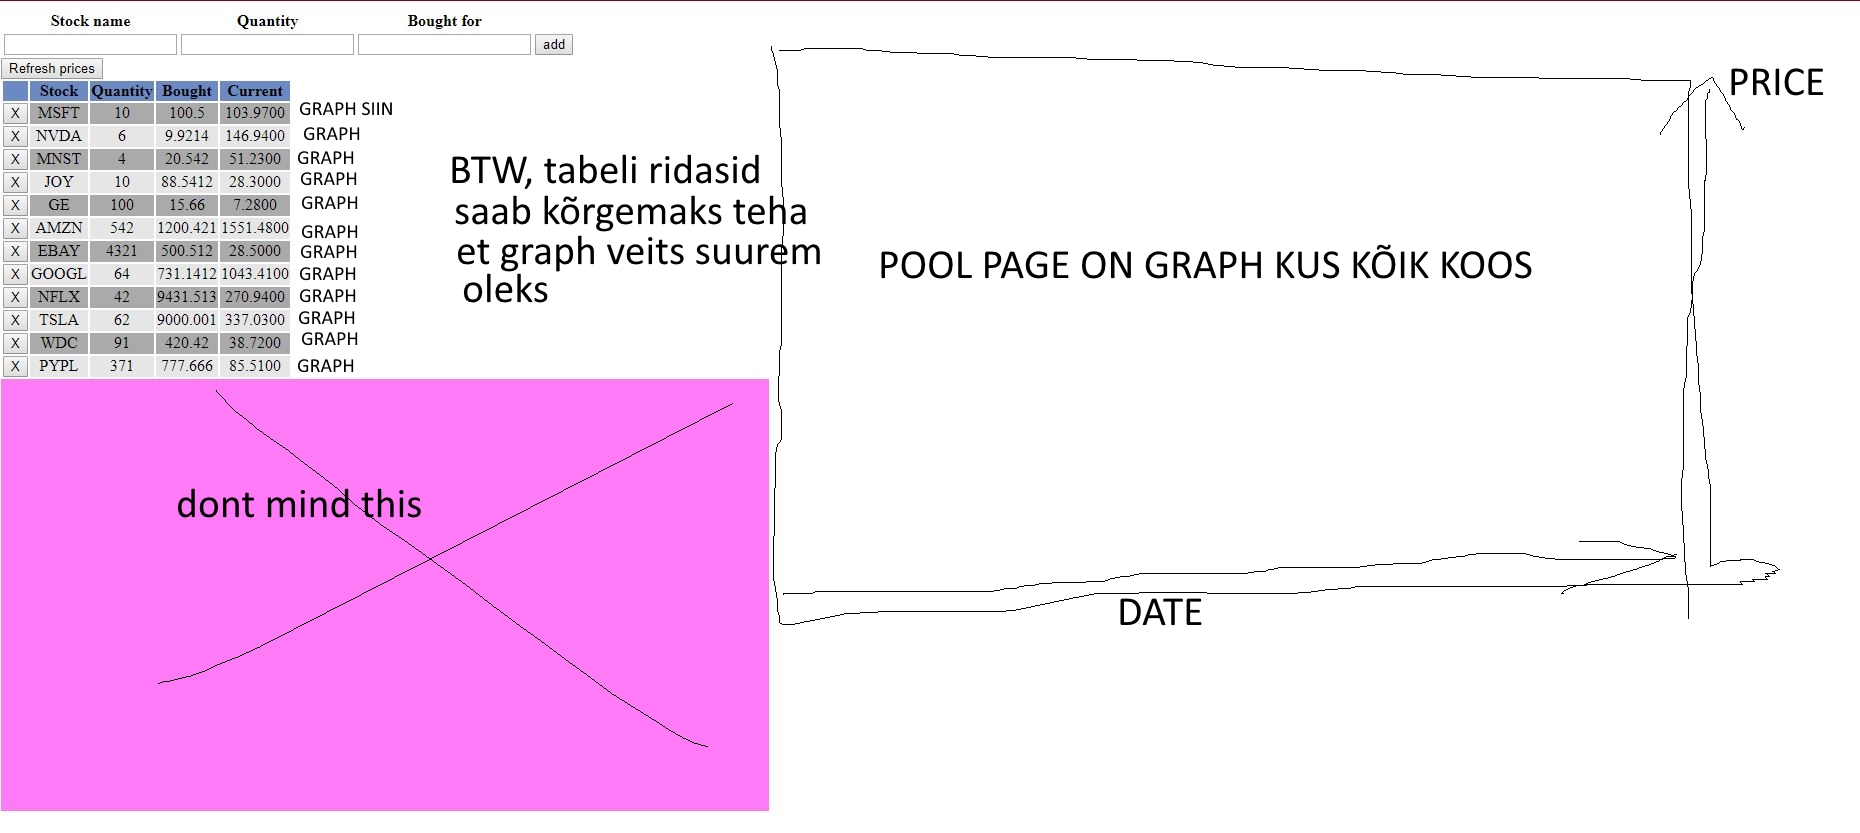 Stock name Quantity Bought for
add
Refresh prices
Stock Quantity Bought Current
X MSFT 10 100.5 103.9700 GRAPH SIIN
X NVDA 6 9.9214 146.9400 GRAPH
X MNST 4 20.542 51.2300 GRAPH
X JOY 10 88.5412 28.3000 GRAPH
X GE 100 15.66 7.2800 GRAPH
X AMZN 542 1200.421 1551.4800 GRAPH
X EBAY 4321 500.512 28.5000 GRAPH
X GOOGL 64 731.1412 1043.4100 GRAPH
X NFLX 42 9431.513 270.9400 GRAPH
X TSLA 62 9000.001 337.0300 GRAPH
X WDC 91 420.42 38.7200 GRAPH
X PYPL 371 777.666 85.5100 GRAPH
BTW, tabeli ridasid
saab kõrgemaks teha
et graph veits suurem
oleks
dont mind this
PRICE
POOL PAGE ON GRAPH KUS KÕIK KOOS
DATE